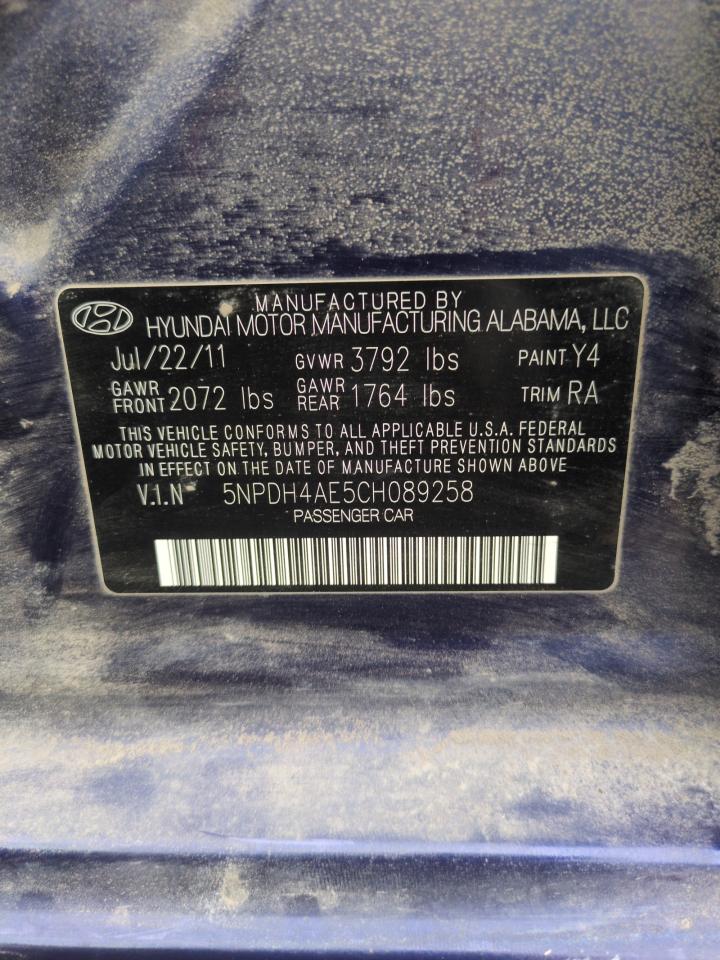 MANUFACTURED BY
HYUNDAI MOTOR MANUFACTURING ALABAMA, LLC
Jul/22/11 GVWR 3792 lbs PAINT Y4
GAWR FRONT 2072 lbs GAWR REAR 1764 lbs TRIM RA
THIS VEHICLE CONFORMS TO ALL APPLICABLE U.S.A. FEDERAL
MOTOR VEHICLE SAFETY, BUMPER, AND THEFT PREVENTION STANDARDS
IN EFFECT ON THE DATE OF MANUFACTURE SHOWN ABOVE
V.I.N 5NPDH4AE5CH089258
PASSENGER CAR